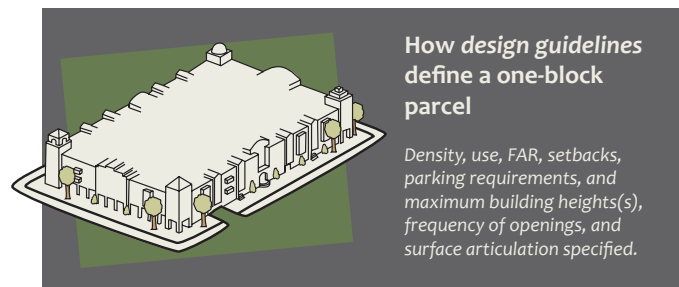 How design guidelines
define a one-block
parcel
Density, use, FAR, setbacks,
parking requirements, and
maximum building heights(s),
frequency of openings, and
surface articulation specified.